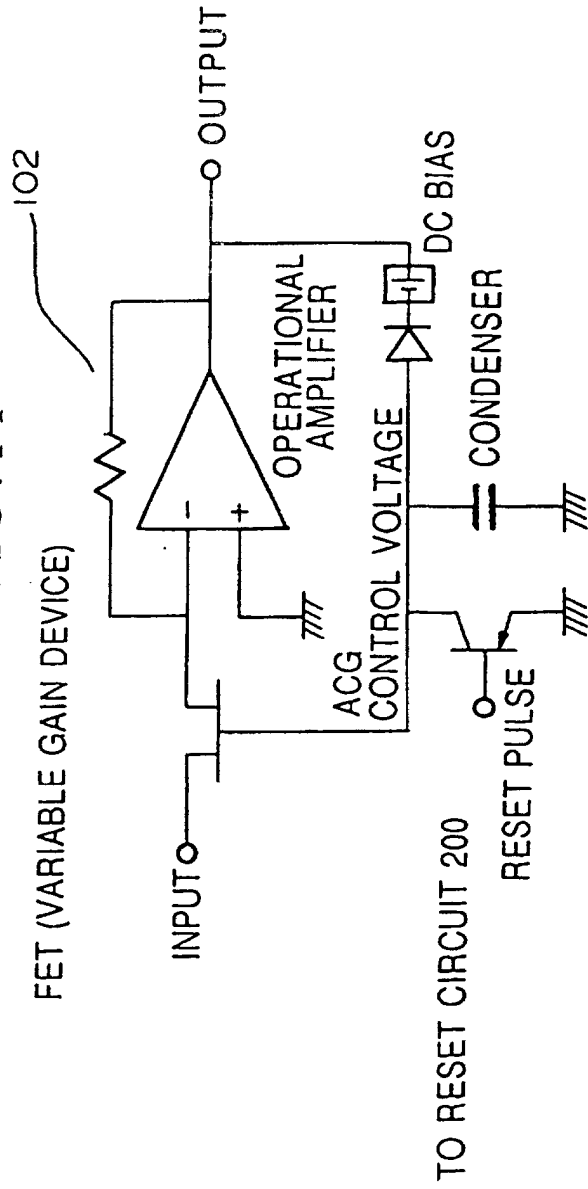 102
FET (VARIABLE GAIN DEVICE)
INPUT
−
+
OPERATIONAL
AMPLIFIER
OUTPUT
ACG
CONTROL VOLTAGE
DC BIAS
CONDENSER
TO RESET CIRCUIT 200
RESET PULSE